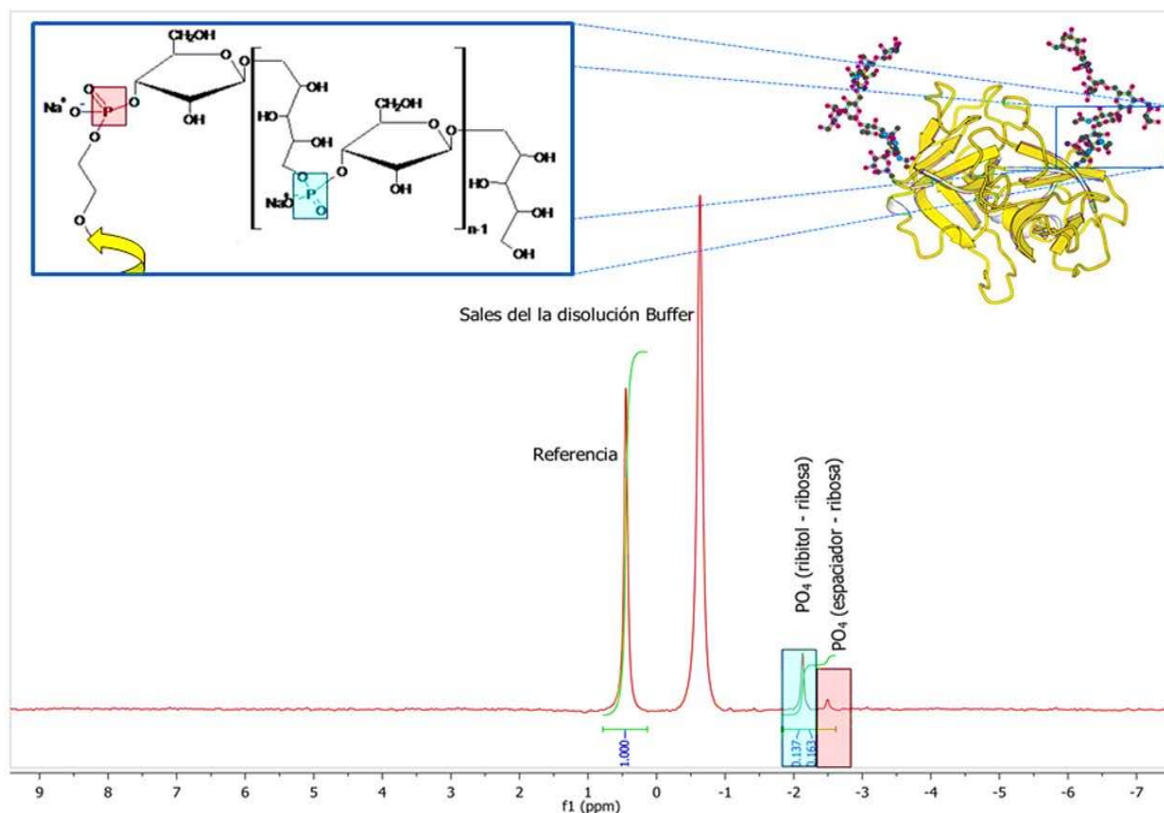 CH₂OH
O
O
O
OH
OH
CH₂OH
O
Na⁺
O⁻
P
O
OH
HO
OH
O
O
OH
O
O
O
HO
OH
O
Na⁺
O
P
O
OH
OH
O
n-1
OH
Sales del la disolución Buffer
Referencia
PO₄ (ribitol - ribosa)
PO₄ (espaciador - ribosa)
1.000
0.137
0.163
9 8 7 6 5 4 3 2 1 0 -1 -2 -3 -4 -5 -6 -7
f1 (ppm)